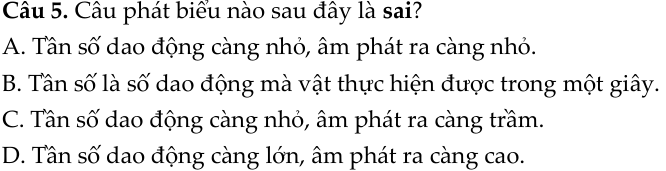 Câu 5. Câu phát biểu nào sau đây là sai?
A. Tần số dao động càng nhỏ, âm phát ra càng nhỏ.
B. Tần số là số dao động mà vật thực hiện được trong một giây.
C. Tần số dao động càng nhỏ, âm phát ra càng trầm.
D. Tần số dao động càng lớn, âm phát ra càng cao.